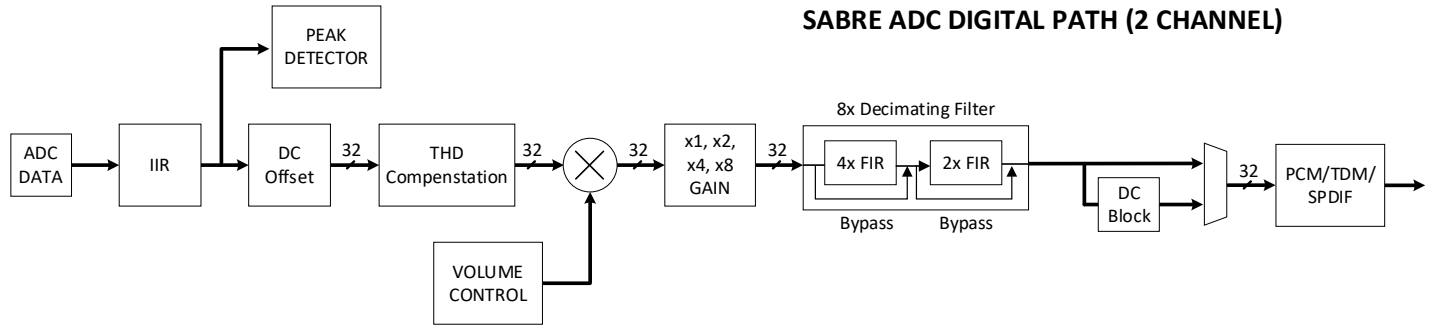 SABRE ADC DIGITAL PATH (2 CHANNEL)
PEAK
DETECTOR
ADC
DATA
IIR
DC
Offset
32
THD
Compenstation
32
32
VOLUME
CONTROL
x1, x2,
x4, x8
GAIN
32
8x Decimating Filter
4x FIR
2x FIR
Bypass
Bypass
DC
Block
32
PCM/TDM/
SPDIF